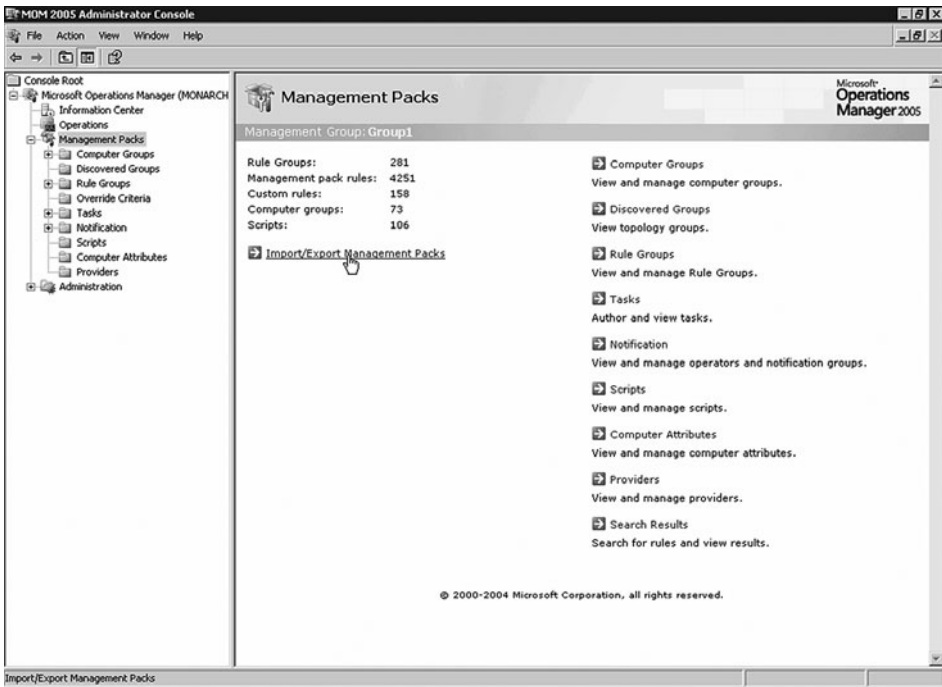 MOM 2005 Administrator Console
File Action View Window Help
Console Root
Microsoft Operations Manager (MONARCH
Information Center
Operations
Management Packs
Computer Groups
Discovered Groups
Rule Groups
Override Criteria
Tasks
Notification
Scripts
Computer Attributes
Providers
Administration
Management Packs
Microsoft
Operations
Manager 2005
Management Group: Group1
Rule Groups: 281
Management pack rules: 4251
Custom rules: 158
Computer groups: 73
Scripts: 106
Import/Export Management Packs
Computer Groups
View and manage computer groups.
Discovered Groups
View topology groups.
Rule Groups
View and manage Rule Groups.
Tasks
Author and view tasks.
Notification
View and manage operators and notification groups.
Scripts
View and manage scripts.
Computer Attributes
View and manage computer attributes.
Providers
View and manage providers.
Search Results
Search for rules and view results.
© 2000-2004 Microsoft Corporation, all rights reserved.
Import/Export Management Packs